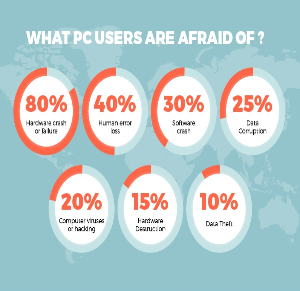 WHAT PC USERS ARE AFRAID OF ?
80%
Hardware crash
or failure
40%
Human error
loss
30%
Software
crash
25%
Data
Corruption
20%
Computer viruses
or hacking
15%
Hardware
Destruction
10%
Data Theft